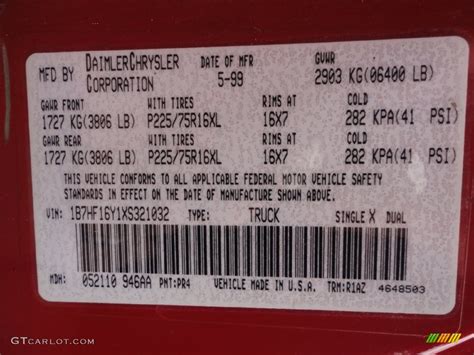 MFD BY DAIMLERCHRYSLER CORPORATION DATE OF MFR 5-99 GVWR 2903 KG(06400 LB)
GAWR FRONT WITH TIRES RIMS AT COLD
1727 KG(3806 LB) P225/75R16XL 16X7 282 KPA(41 PSI)
GAWR REAR WITH TIRES RIMS AT COLD
1727 KG(3806 LB) P225/75R16XL 16X7 282 KPA(41 PSI)
THIS VEHICLE CONFORMS TO ALL APPLICABLE FEDERAL MOTOR VEHICLE SAFETY
STANDARDS IN EFFECT ON THE DATE OF MANUFACTURE SHOWN ABOVE.
VIN: 1B7HF16Y1XS321032 TYPE: TRUCK SINGLE X DUAL
MDH: 052110 946AA PNT:PR4 VEHICLE MADE IN U.S.A. TRM:R1AZ 4648503
GTcarlot.com